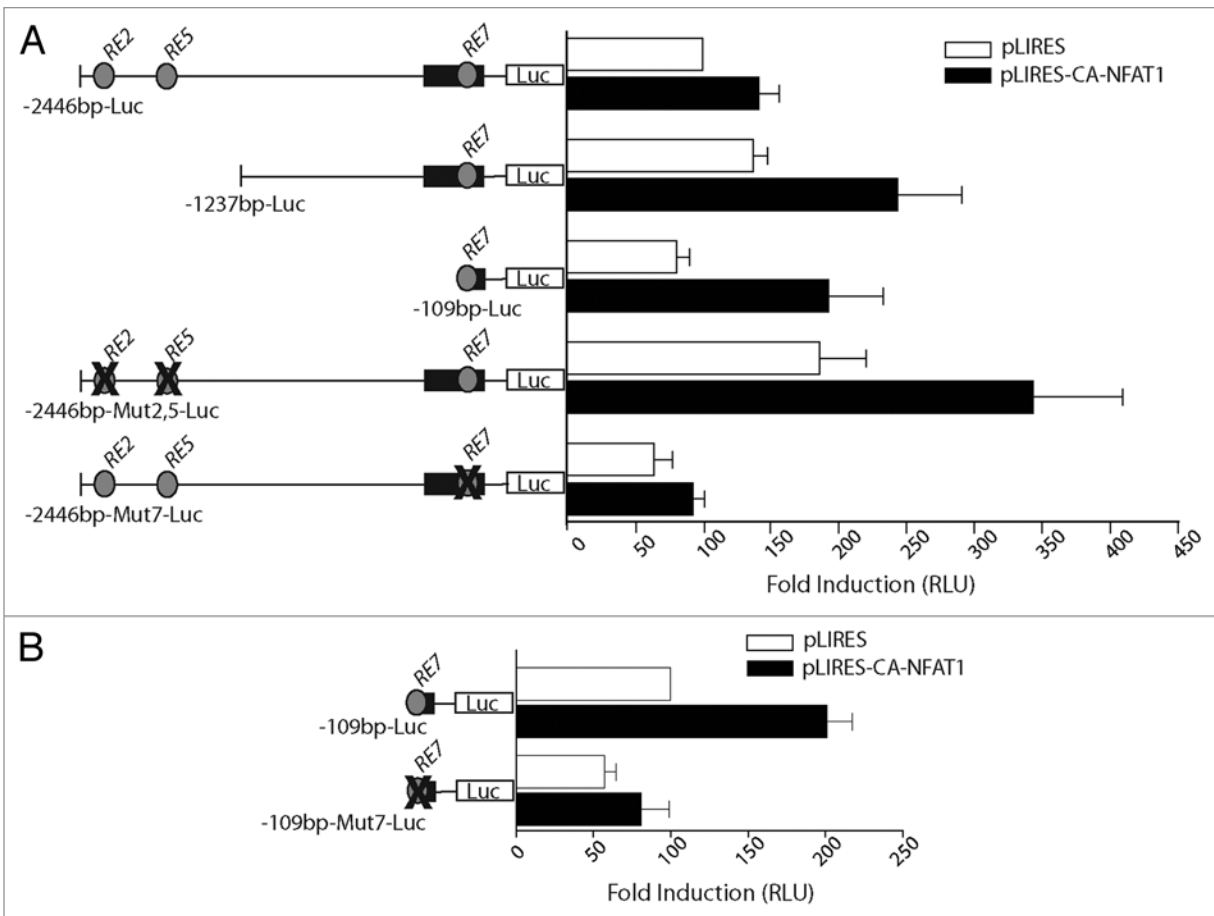 A
RE2 RE5 RE7
Luc
-2446bp-Luc
pLIRES
pLIRES-CA-NFAT1
RE7
Luc
-1237bp-Luc
RE7
Luc
-109bp-Luc
RE2 RE5 RE7
Luc
-2446bp-Mut2,5-Luc
RE2 RE5 RE7
Luc
-2446bp-Mut7-Luc
0 50 100 150 200 250 300 350 400 450
Fold Induction (RLU)
B
pLIRES
pLIRES-CA-NFAT1
RE7
Luc
-109bp-Luc
RE7
Luc
-109bp-Mut7-Luc
0 50 100 150 200 250
Fold Induction (RLU)